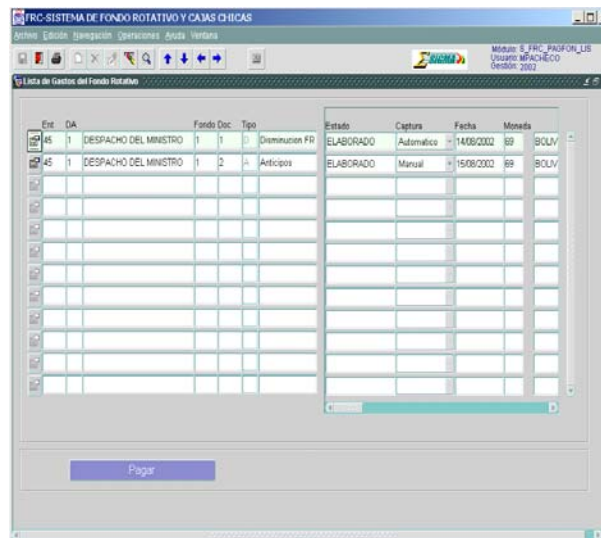 FRC-SISTEMA DE FONDO ROTATIVO Y CAJAS CHICAS
Archivo Edición Navegación Operaciones Ayuda Ventana
SIGMA
Módulo: S_FRC_PAGFON_LIS
Usuario: MPACHECO
Gestión: 2002
Lista de Gastos del Fondo Rotativo
Ent DA Fondo Doc Tipo Estado Captura Fecha Moneda
45 1 DESPACHO DEL MINISTRO 1 1 D Disminucion FR ELABORADO Automatico 14/08/2002 69 BOLIV
45 1 DESPACHO DEL MINISTRO 1 2 A Anticipos ELABORADO Manual 15/08/2002 69 BOLIV
Pagar